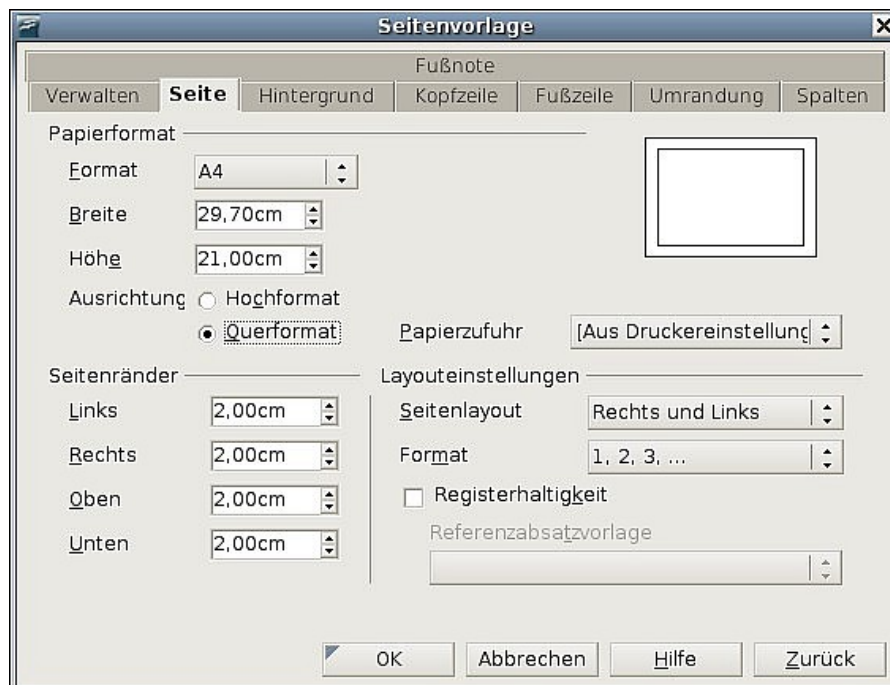 Seitenvorlage
Fußnote
Verwalten Seite Hintergrund Kopfzeile Fußzeile Umrandung Spalten
Papierformat
Format A4
Breite 29,70cm
Höhe 21,00cm
Ausrichtung Hochformat
Querformat Papierzufuhr [Aus Druckereinstellung
Seitenränder Layouteinstellungen
Links 2,00cm Seitenlayout Rechts und Links
Rechts 2,00cm Format 1, 2, 3, ...
Oben 2,00cm Registerhaltigkeit
Unten 2,00cm Referenzabsatzvorlage
OK Abbrechen Hilfe Zurück